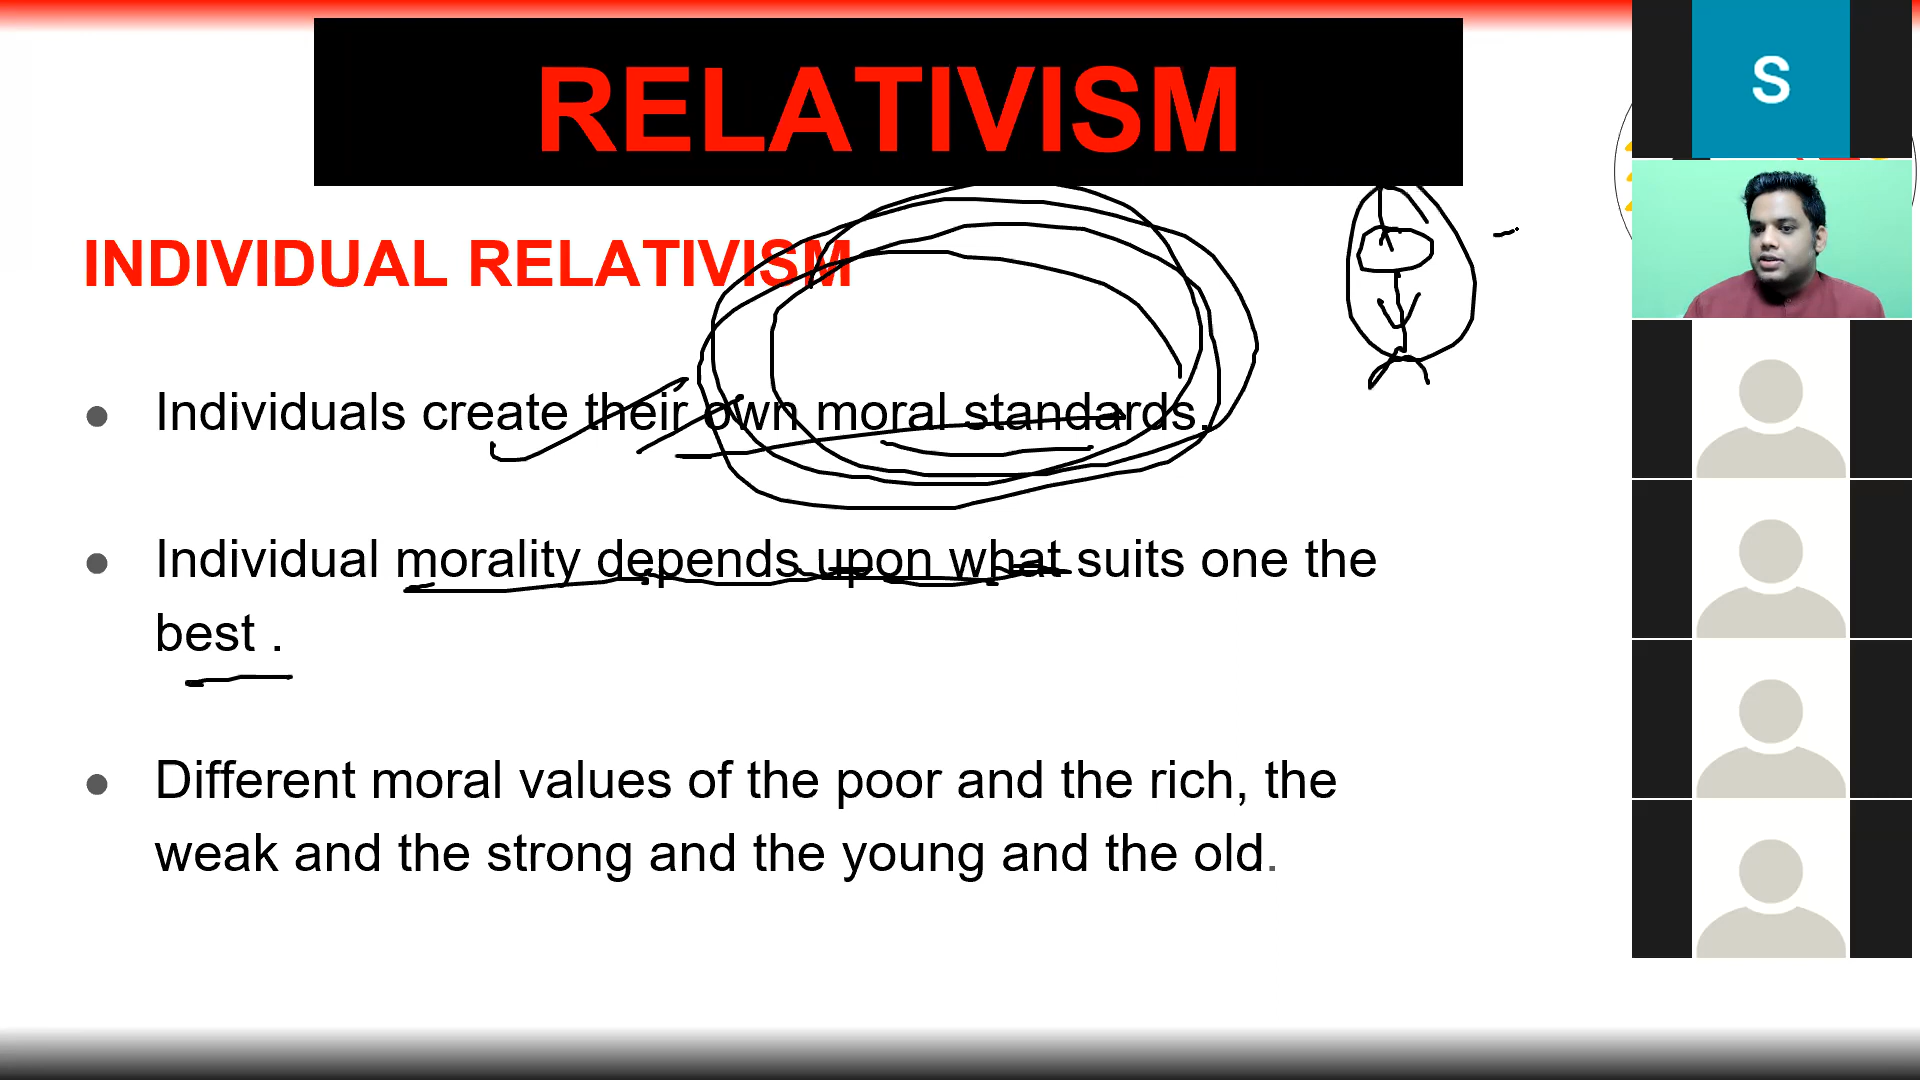 RELATIVISM
S
INDIVIDUAL RELATIVISM
● Individuals create their own moral standards.
● Individual morality depends upon what suits one the
best .
● Different moral values of the poor and the rich, the
weak and the strong and the young and the old.